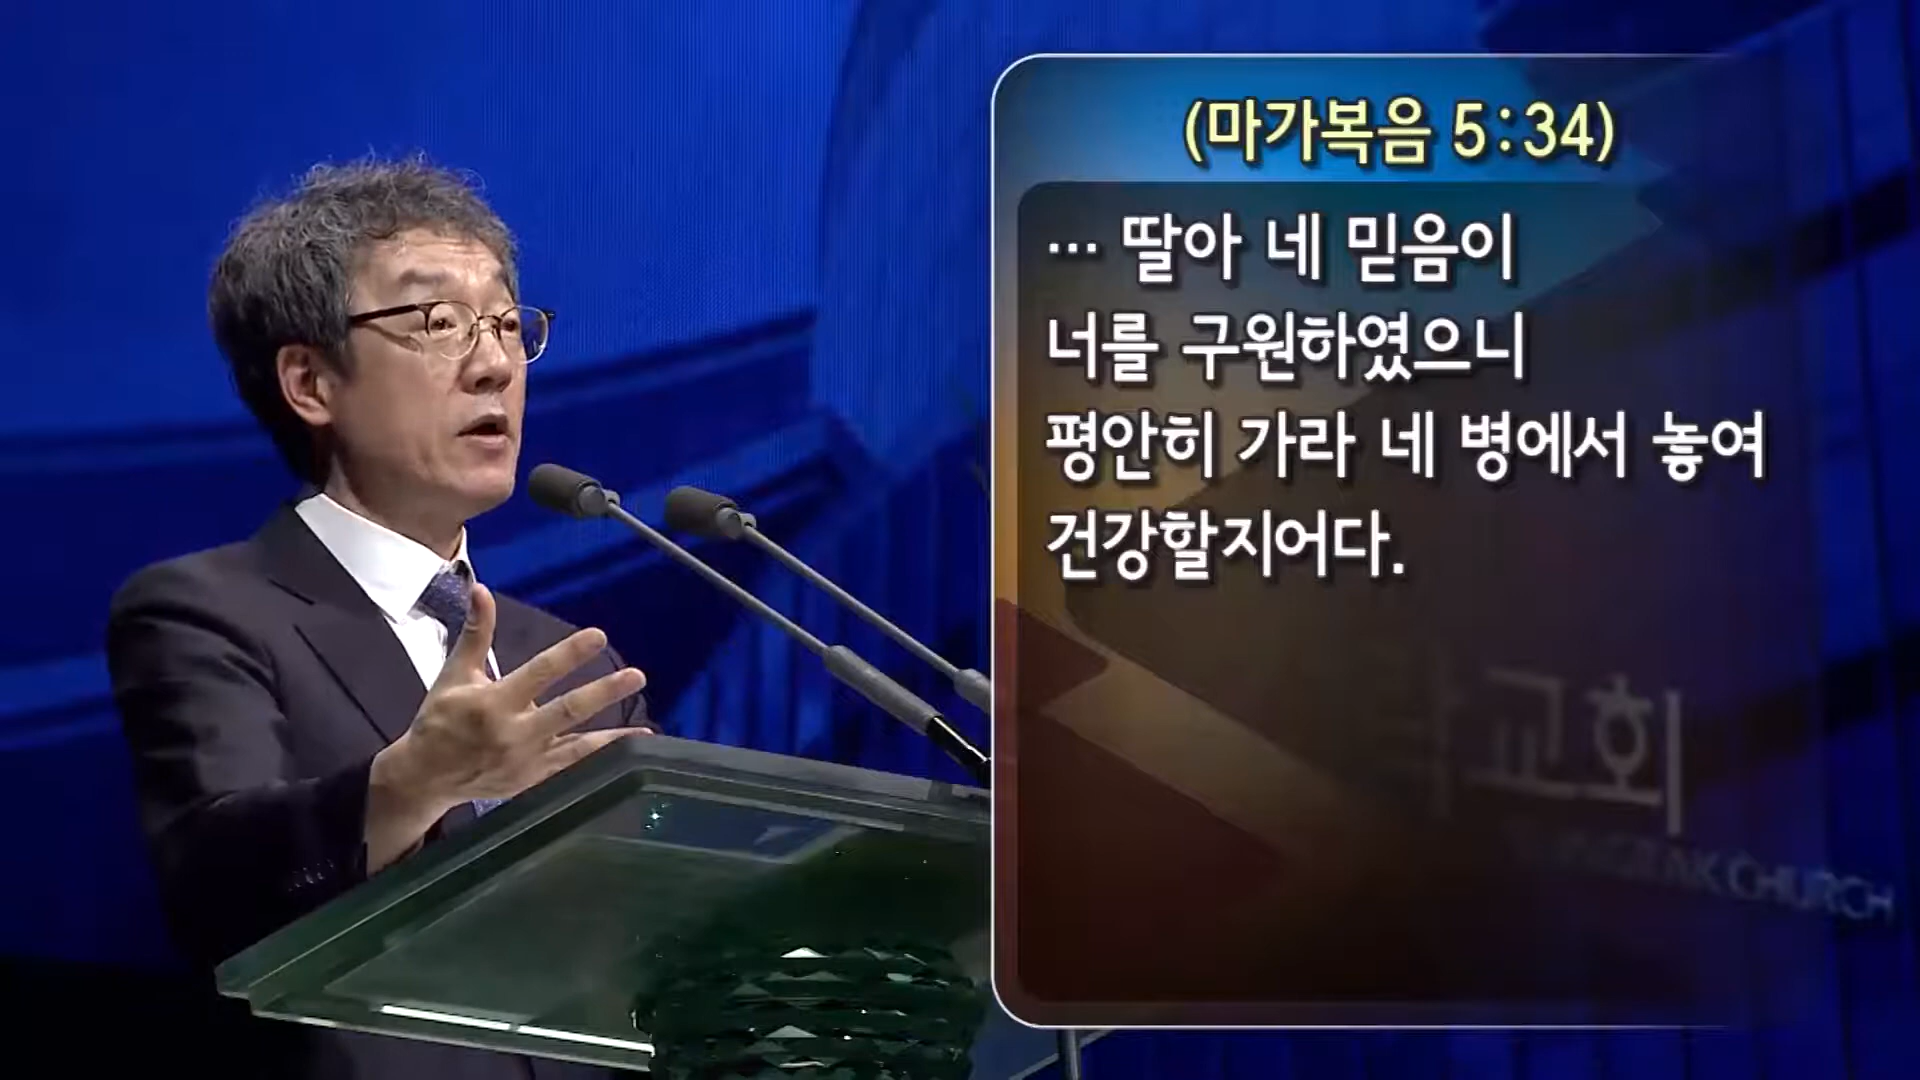 (마가복음 5:34)
… 딸아 네 믿음이
너를 구원하였으니
평안히 가라 네 병에서 놓여
건강할지어다.
교회
CHURCH